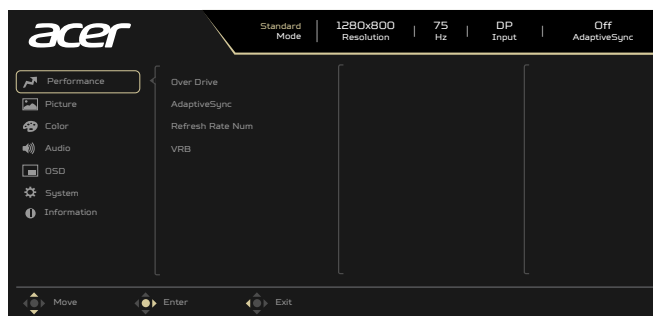 acer
Standard
Mode
1280x800
Resolution
75
Hz
DP
Input
Off
AdaptiveSync
Performance
Picture
Color
Audio
OSD
System
Information
Over Drive
AdaptiveSync
Refresh Rate Num
VRB
Move
Enter
Exit